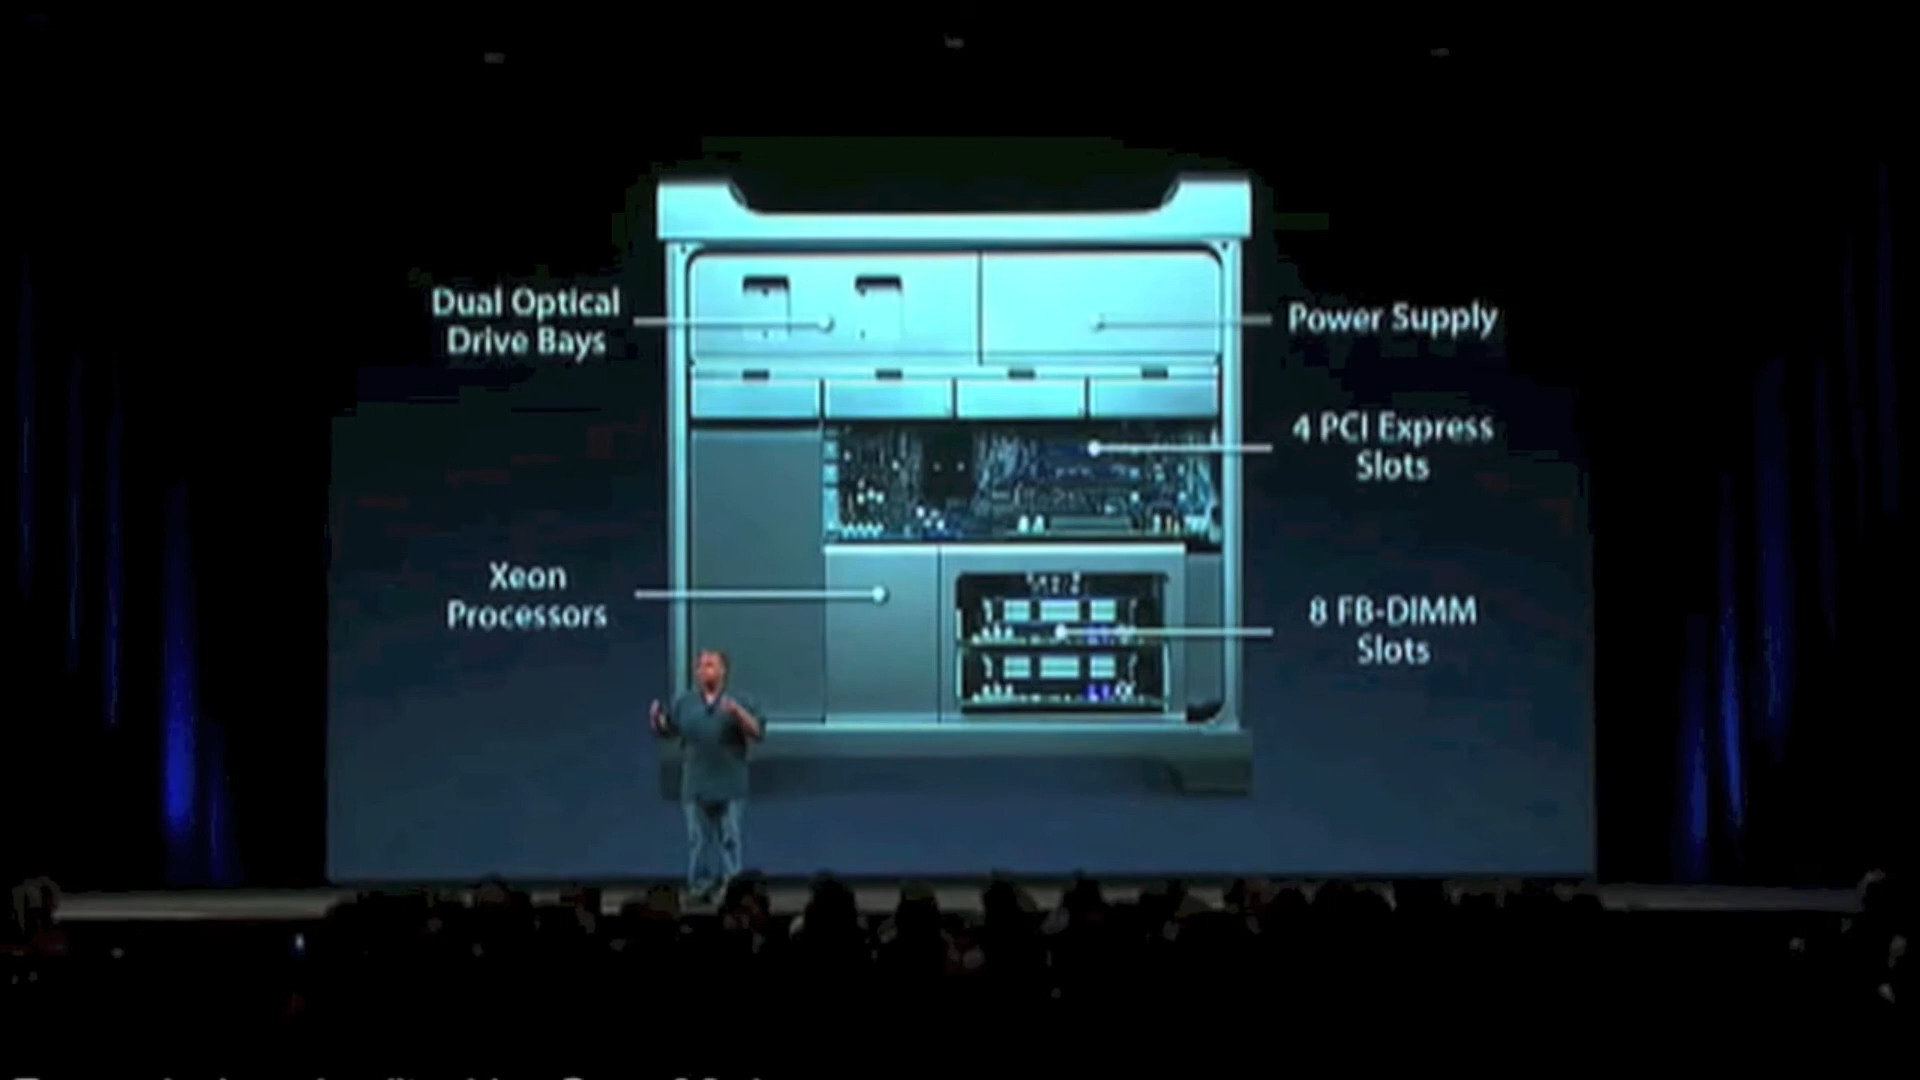 Dual Optical
Drive Bays
Power Supply
4 PCI Express
Slots
Xeon
Processors
8 FB-DIMM
Slots